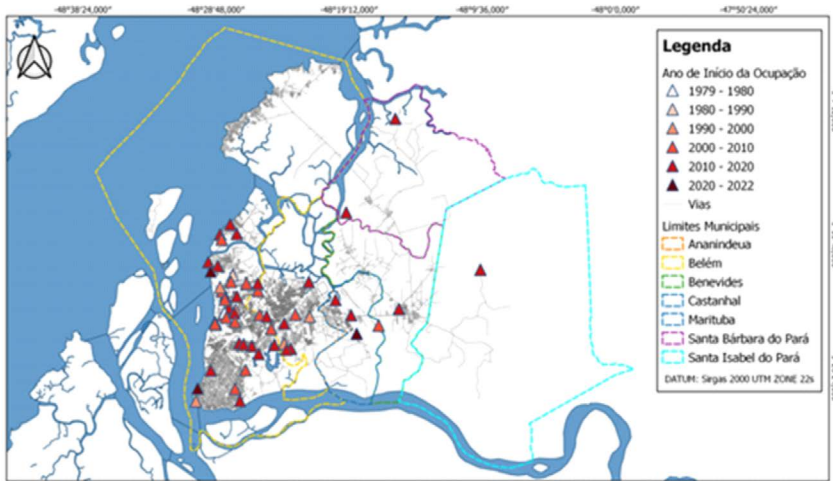 -48°38'24,000" -48°28'48,000" -48°19'12,000" -48°9'36,000" -48°0'0,000" -47°50'24,000"
Legenda
Ano de Início da Ocupação
1979 - 1980
1980 - 1990
1990 - 2000
2000 - 2010
2010 - 2020
2020 - 2022
Vias
Limites Municipais
Ananindeua
Belém
Benevides
Castanhal
Marituba
Santa Bárbara do Pará
Santa Isabel do Pará
DATUM: Sirgas 2000 UTM ZONE 22s